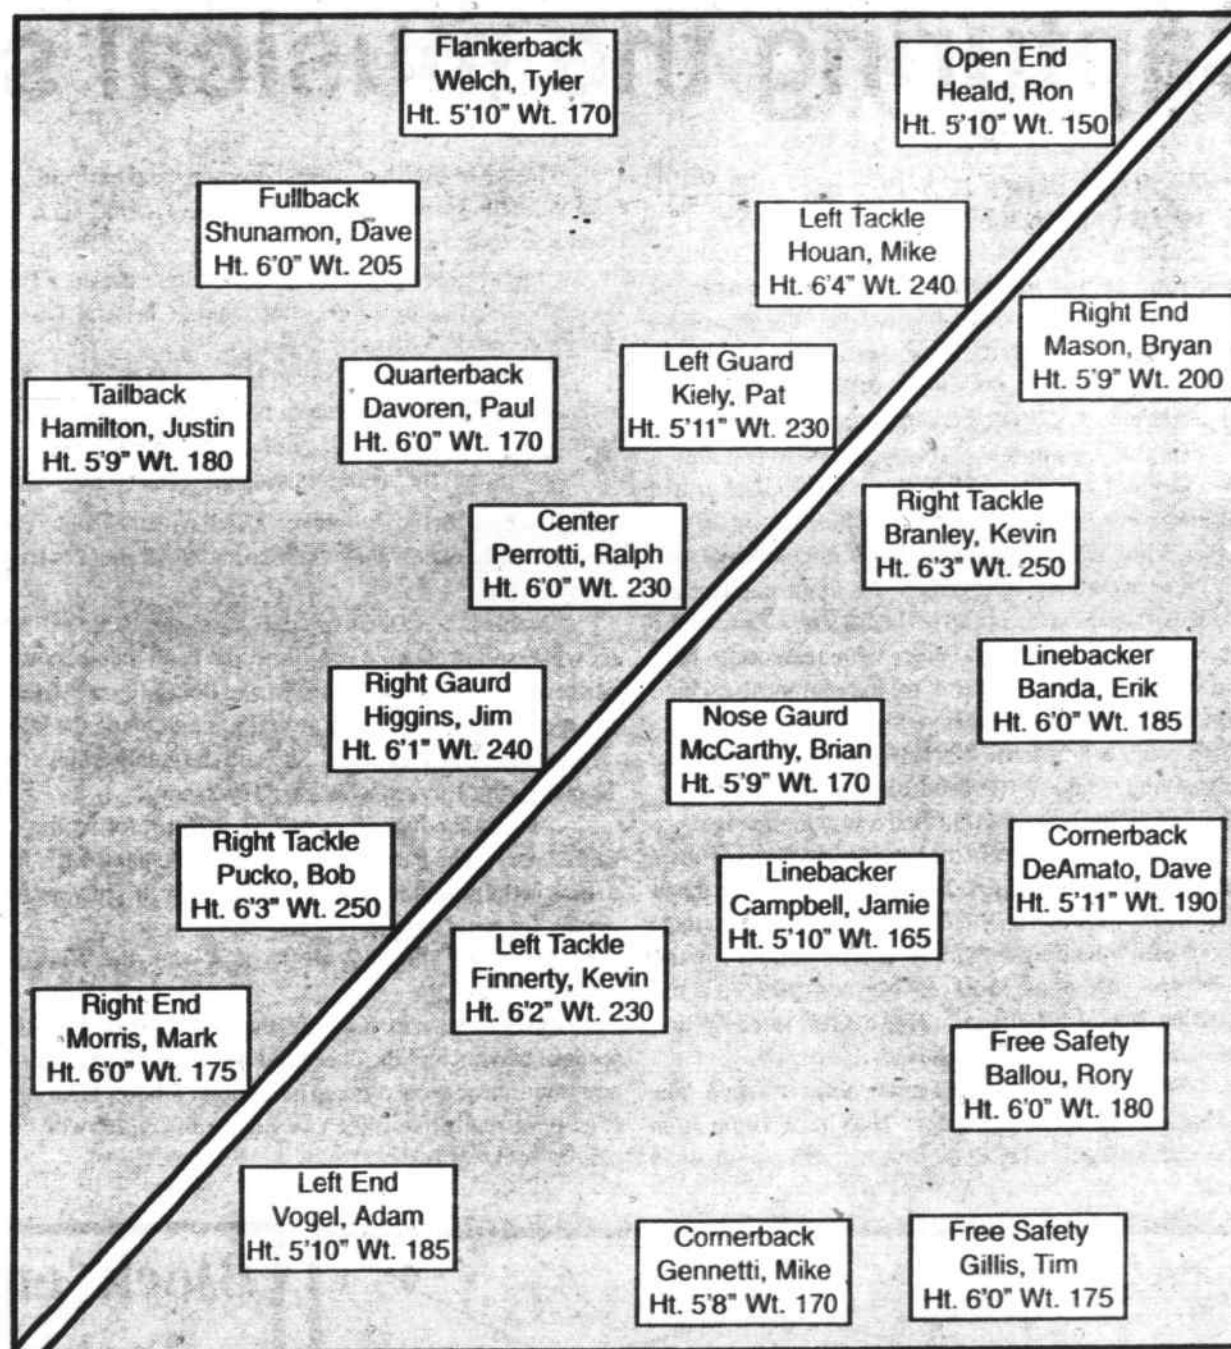 Flankerback
Welch, Tyler
Ht. 5'10" Wt. 170
Open End
Heald, Ron
Ht. 5'10" Wt. 150
Fullback
Shunamon, Dave
Ht. 6'0" Wt. 205
Left Tackle
Houan, Mike
Ht. 6'4" Wt. 240
Right End
Mason, Bryan
Ht. 5'9" Wt. 200
Tailback
Hamilton, Justin
Ht. 5'9" Wt. 180
Quarterback
Davoren, Paul
Ht. 6'0" Wt. 170
Left Guard
Kiely, Pat
Ht. 5'11" Wt. 230
Center
Perrotti, Ralph
Ht. 6'0" Wt. 230
Right Tackle
Branley, Kevin
Ht. 6'3" Wt. 250
Right Gaurd
Higgins, Jim
Ht. 6'1" Wt. 240
Nose Gaurd
McCarthy, Brian
Ht. 5'9" Wt. 170
Linebacker
Banda, Erik
Ht. 6'0" Wt. 185
Right Tackle
Pucko, Bob
Ht. 6'3" Wt. 250
Linebacker
Campbell, Jamie
Ht. 5'10" Wt. 165
Cornerback
DeAmato, Dave
Ht. 5'11" Wt. 190
Left Tackle
Finnerty, Kevin
Ht. 6'2" Wt. 230
Right End
Morris, Mark
Ht. 6'0" Wt. 175
Free Safety
Ballou, Rory
Ht. 6'0" Wt. 180
Left End
Vogel, Adam
Ht. 5'10" Wt. 185
Cornerback
Gennetti, Mike
Ht. 5'8" Wt. 170
Free Safety
Gillis, Tim
Ht. 6'0" Wt. 175